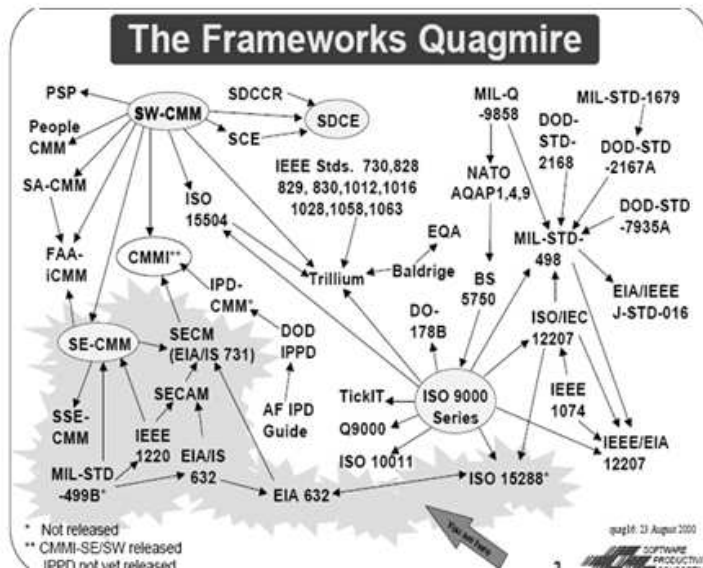 The Frameworks Quagmire
PSP
SW-CMM
SDCCR
SDCE
SCE
People
CMM
SA-CMM
MIL-Q
-9858
MIL-STD-1679
DOD-
STD-
2168
DOD-STD
-2167A
IEEE Stds. 730,828
829, 830,1012,1016
1028,1058,1063
NATO
AQAP1,4,9
ISO
15504
DOD-STD
-7935A
FAA-
iCMM
CMMI**
EQA
Trillium
Baldrige
MIL-STD-
498
BS
5750
EIA/IEEE
J-STD-016
IPD-
CMM*
DO-
178B
ISO/IEC
12207
SE-CMM
SECM
(EIA/IS 731)
DOD
IPPD
SECAM
TickIT
ISO 9000
Series
IEEE
1074
SSE-
CMM
AF IPD
Guide
Q9000
IEEE
1220
EIA/IS
632
ISO 10011
IEEE/EIA
12207
MIL-STD
-499B*
EIA 632
ISO 15288*
* Not released
** CMMI-SE/SW released
IPPD not yet released
You are here
quag16: 23 August 2000
SOFTWARE